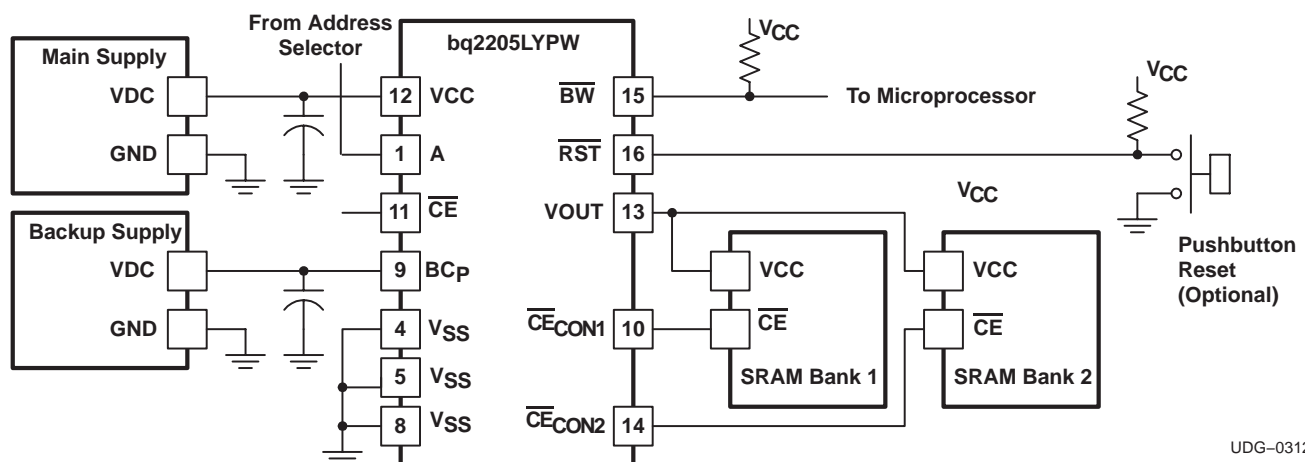 From Address
Selector
bq2205LYPW
VCC
VCC
Main Supply
VDC
12
VCC
BW
15
To Microprocessor
GND
1
A
RST
16
11
CE
VOUT
13
VCC
Backup Supply
VDC
9
BCP
VCC
VCC
Pushbutton
Reset
(Optional)
GND
4
VSS
CECON1
10
CE
CE
5
VSS
SRAM Bank 1
SRAM Bank 2
8
VSS
CECON2
14
UDG–0312